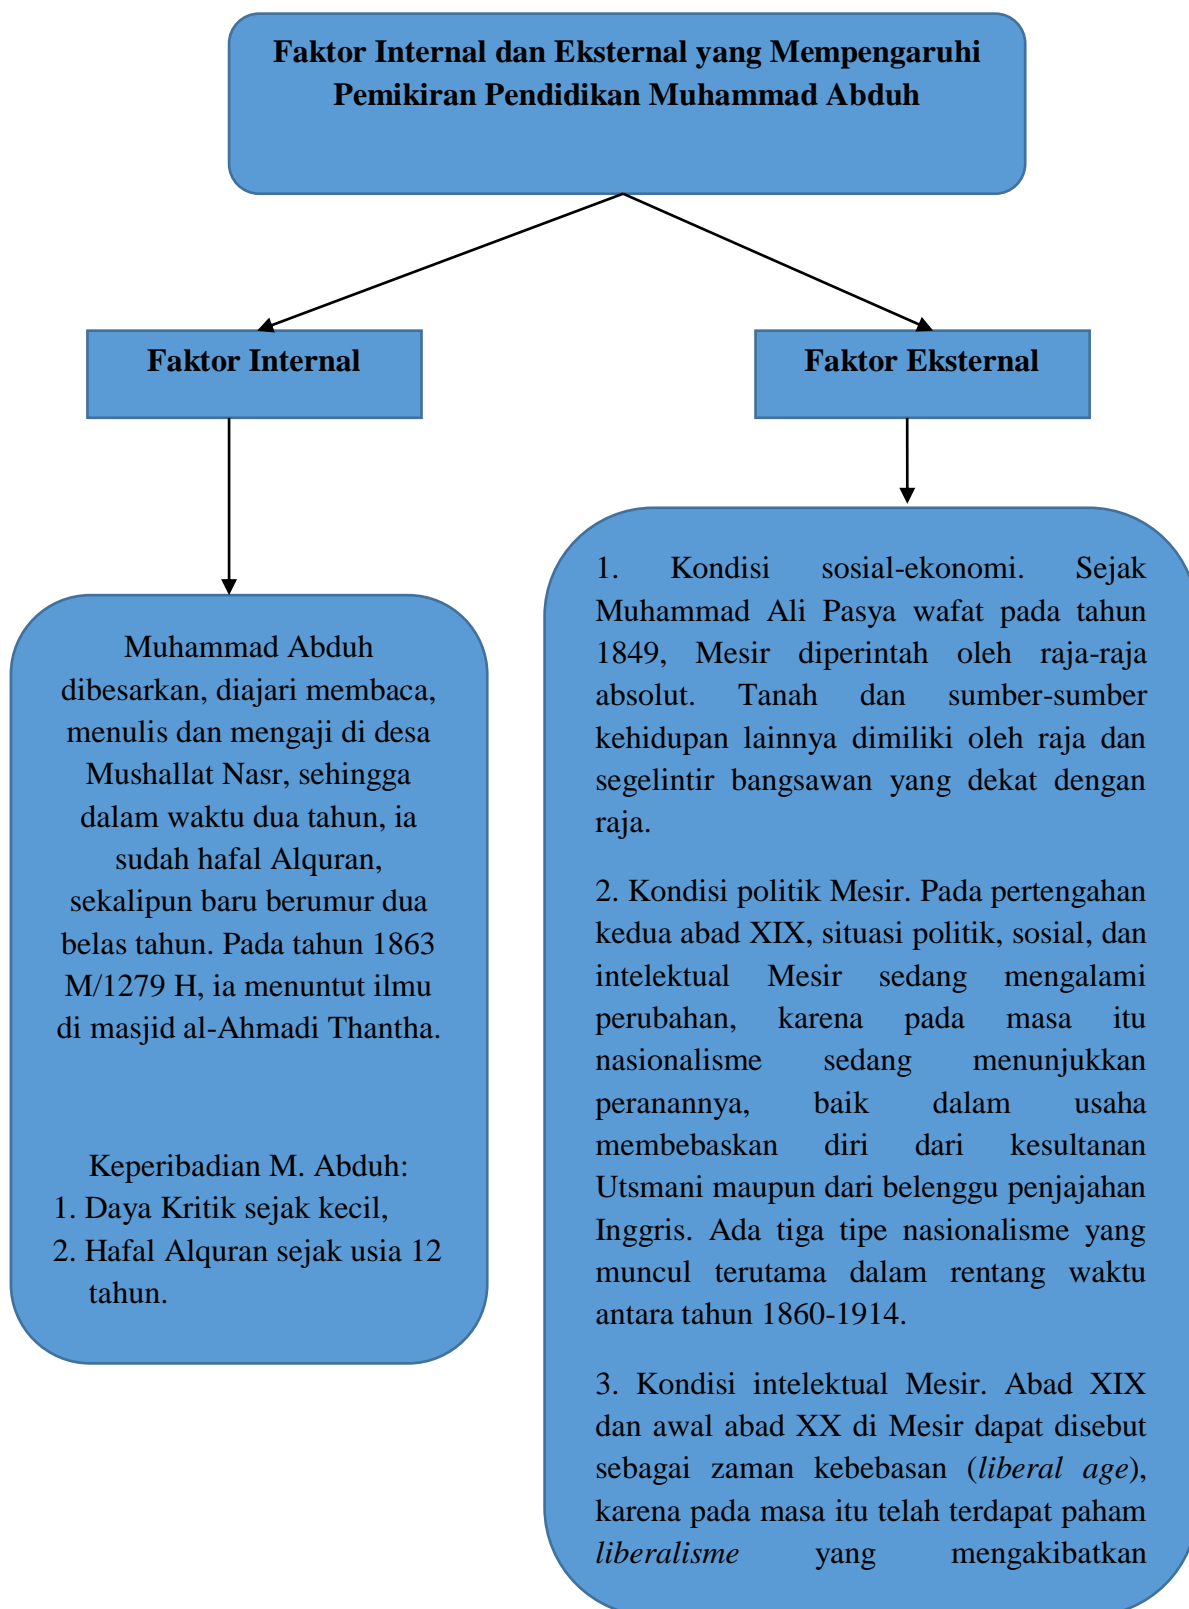 Faktor Internal dan Eksternal yang Mempengaruhi
Pemikiran Pendidikan Muhammad Abduh
Faktor Internal
Faktor Eksternal
Muhammad Abduh
dibesarkan, diajari membaca,
menulis dan mengaji di desa
Mushallat Nasr, sehingga
dalam waktu dua tahun, ia
sudah hafal Alquran,
sekalipun baru berumur dua
belas tahun. Pada tahun 1863
M/1279 H, ia menuntut ilmu
di masjid al-Ahmadi Thantha.
Keperibadian M. Abduh:
1. Daya Kritik sejak kecil,
2. Hafal Alquran sejak usia 12
tahun.
1. Kondisi sosial-ekonomi. Sejak
Muhammad Ali Pasya wafat pada tahun
1849, Mesir diperintah oleh raja-raja
absolut. Tanah dan sumber-sumber
kehidupan lainnya dimiliki oleh raja dan
segelintir bangsawan yang dekat dengan
raja.
2. Kondisi politik Mesir. Pada pertengahan
kedua abad XIX, situasi politik, sosial, dan
intelektual Mesir sedang mengalami
perubahan, karena pada masa itu
nasionalisme sedang menunjukkan
peranannya, baik dalam usaha
membebaskan diri dari kesultanan
Utsmani maupun dari belenggu penjajahan
Inggris. Ada tiga tipe nasionalisme yang
muncul terutama dalam rentang waktu
antara tahun 1860-1914.
3. Kondisi intelektual Mesir. Abad XIX
dan awal abad XX di Mesir dapat disebut
sebagai zaman kebebasan (liberal age),
karena pada masa itu telah terdapat paham
liberalisme yang mengakibatkan